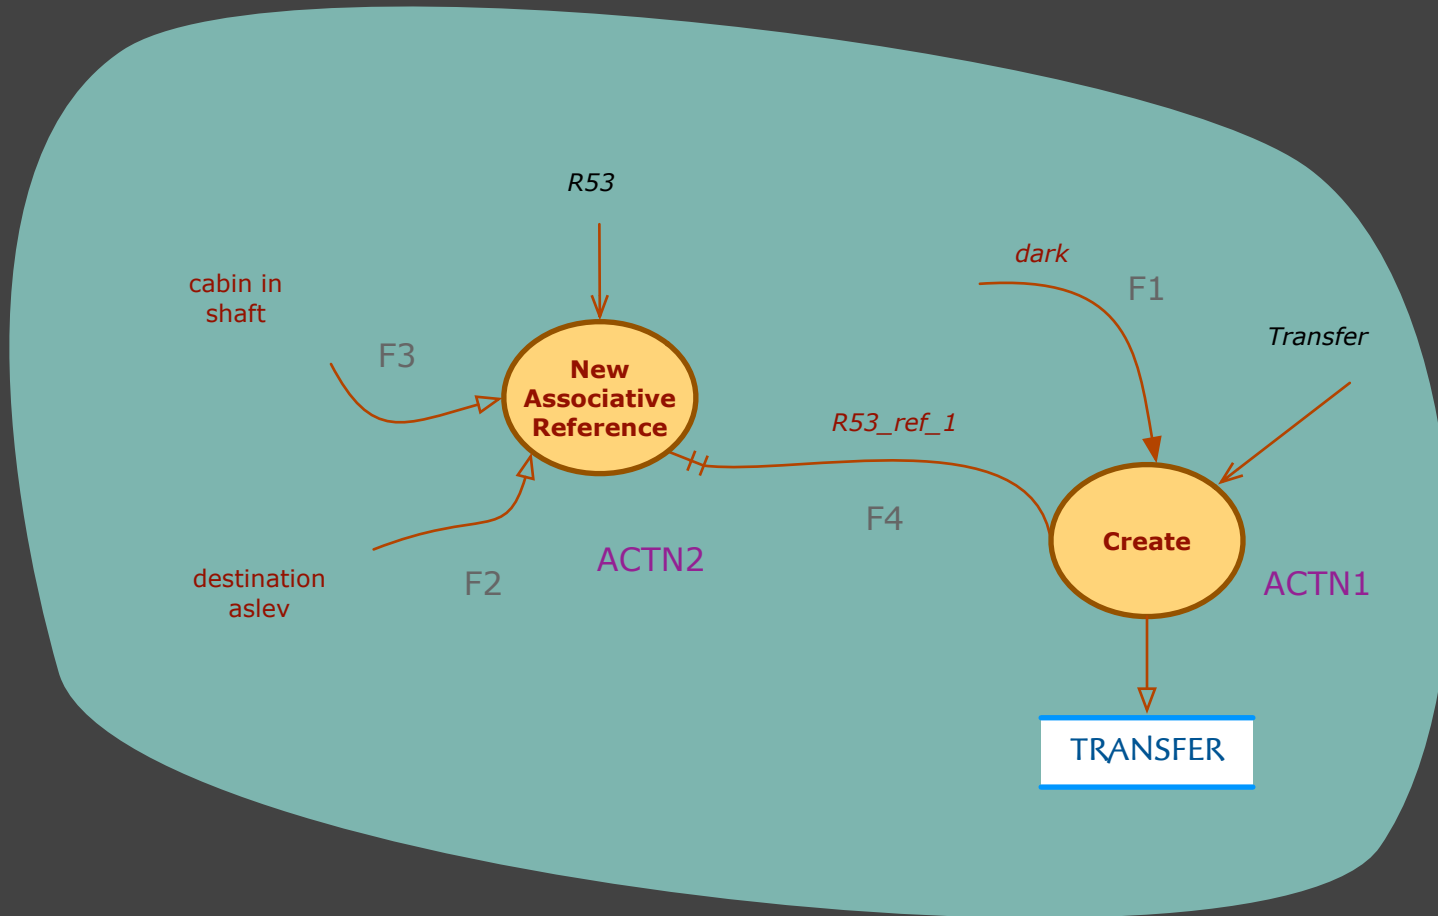 R53
dark
F1
cabin in
shaft
Transfer
F3
New
Associative
Reference
R53_ref_1
F4
Create
ACTN2
destination
aslev
F2
ACTN1
TRANSFER